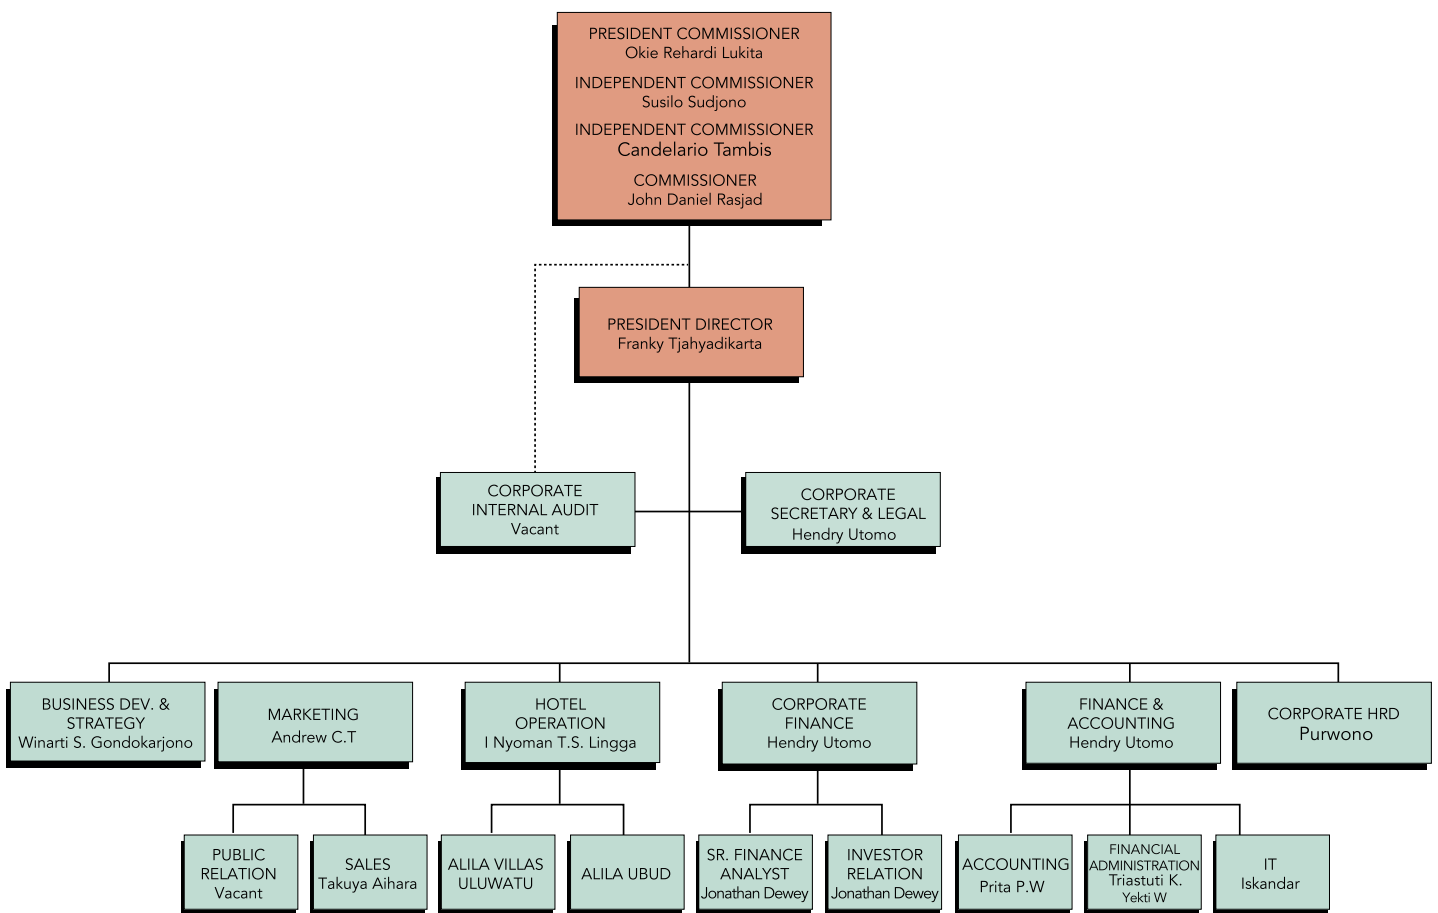 PRESIDENT COMMISSIONER
Okie Rehardi Lukita
INDEPENDENT COMMISSIONER
Susilo Sudjono
INDEPENDENT COMMISSIONER
Candelario Tambis
COMMISSIONER
John Daniel Rasjad
PRESIDENT DIRECTOR
Franky Tjahyadikarta
CORPORATE
INTERNAL AUDIT
Vacant
CORPORATE
SECRETARY & LEGAL
Hendry Utomo
BUSINESS DEV. &
STRATEGY
Winarti S. Gondokarjono
MARKETING
Andrew C.T
HOTEL
OPERATION
I Nyoman T.S. Lingga
CORPORATE
FINANCE
Hendry Utomo
FINANCE &
ACCOUNTING
Hendry Utomo
CORPORATE HRD
Purwono
PUBLIC
RELATION
Vacant
SALES
Takuya Aihara
ALILA VILLAS
ULUWATU
ALILA UBUD
SR. FINANCE
ANALYST
Jonathan Dewey
INVESTOR
RELATION
Jonathan Dewey
ACCOUNTING
Prita P.W
FINANCIAL
ADMINISTRATION
Triastuti K.
Yekti W
IT
Iskandar